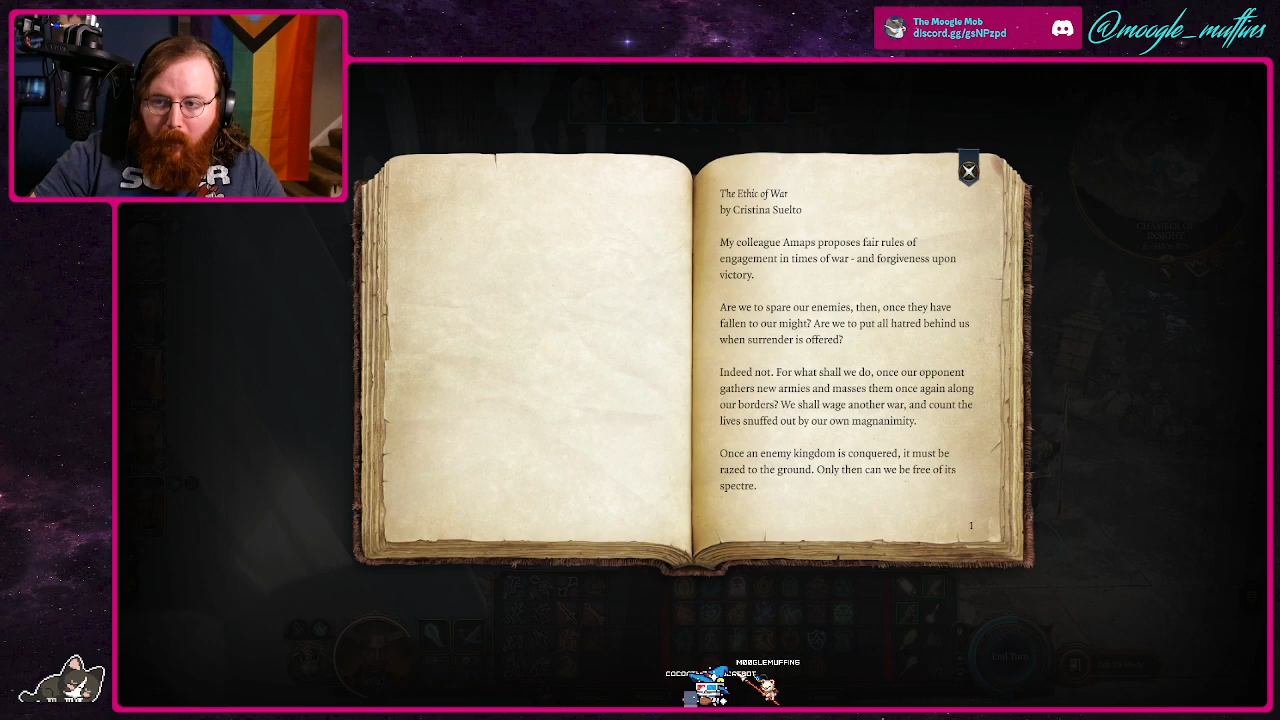 The Moogle Mob
discord.gg/gsNPzpd
@moogle_muffins
The Ethic of War
by Cristina Suelto
My colleague Amaps proposes fair rules of
engagement in times of war - and forgiveness upon
victory.
Are we to spare our enemies, then, once they have
fallen to our might? Are we to put all hatred behind us
when surrender is offered?
Indeed not. For what shall we do, once our opponent
gathers new armies and masses them once again along
our borders? We shall wage another war, and count the
lives snuffed out by our own magnanimity.
Once an enemy kingdom is conquered, it must be
razed to the ground. Only then can we be free of its
spectre.
1
End Turn
M00GLEMUFFINS